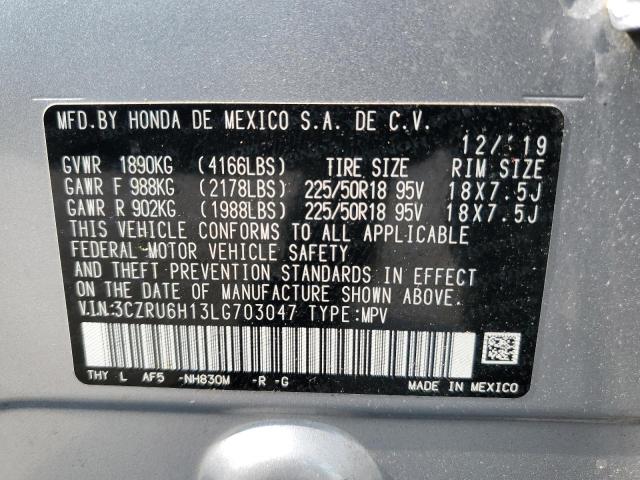 MFD.BY HONDA DE MEXICO S.A. DE C.V.
12/19
GVWR 1890KG (4166LBS) TIRE SIZE RIM SIZE
GAWR F 988KG (2178LBS) 225/50R18 95V 18X7.5J
GAWR R 902KG (1988LBS) 225/50R18 95V 18X7.5J
THIS VEHICLE CONFORMS TO ALL APPLICABLE
FEDERAL-MOTOR VEHICLE SAFETY
AND THEFT PREVENTION STANDARDS IN EFFECT
ON THE DATE OF MANUFACTURE SHOWN ABOVE.
V.I.N:3CZRU6H13LG703047 TYPE:MPV
THY L AF5 -NH830M -R -G
MADE IN MEXICO